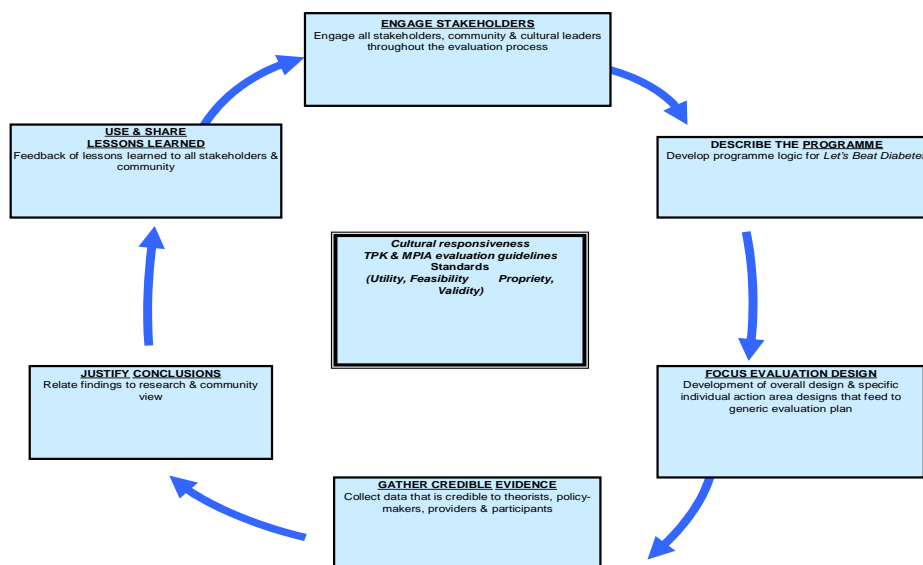 ENGAGE STAKEHOLDERS
Engage all stakeholders, community & cultural leaders
throughout the evaluation process
USE & SHARE
LESSONS LEARNED
Feedback of lessons learned to all stakeholders &
community
DESCRIBE THE PROGRAMME
Develop programme logic for Let's Beat Diabetes
Cultural responsiveness
TPK & MPIA evaluation guidelines
Standards
(Utility, Feasibility Propriety,
Validity)
JUSTIFY CONCLUSIONS
Relate findings to research & community
view
FOCUS EVALUATION DESIGN
Development of overall design & specific
individual action area designs that feed to
generic evaluation plan
GATHER CREDIBLE EVIDENCE
Collect data that is credible to theorists, policy-
makers, providers & participants